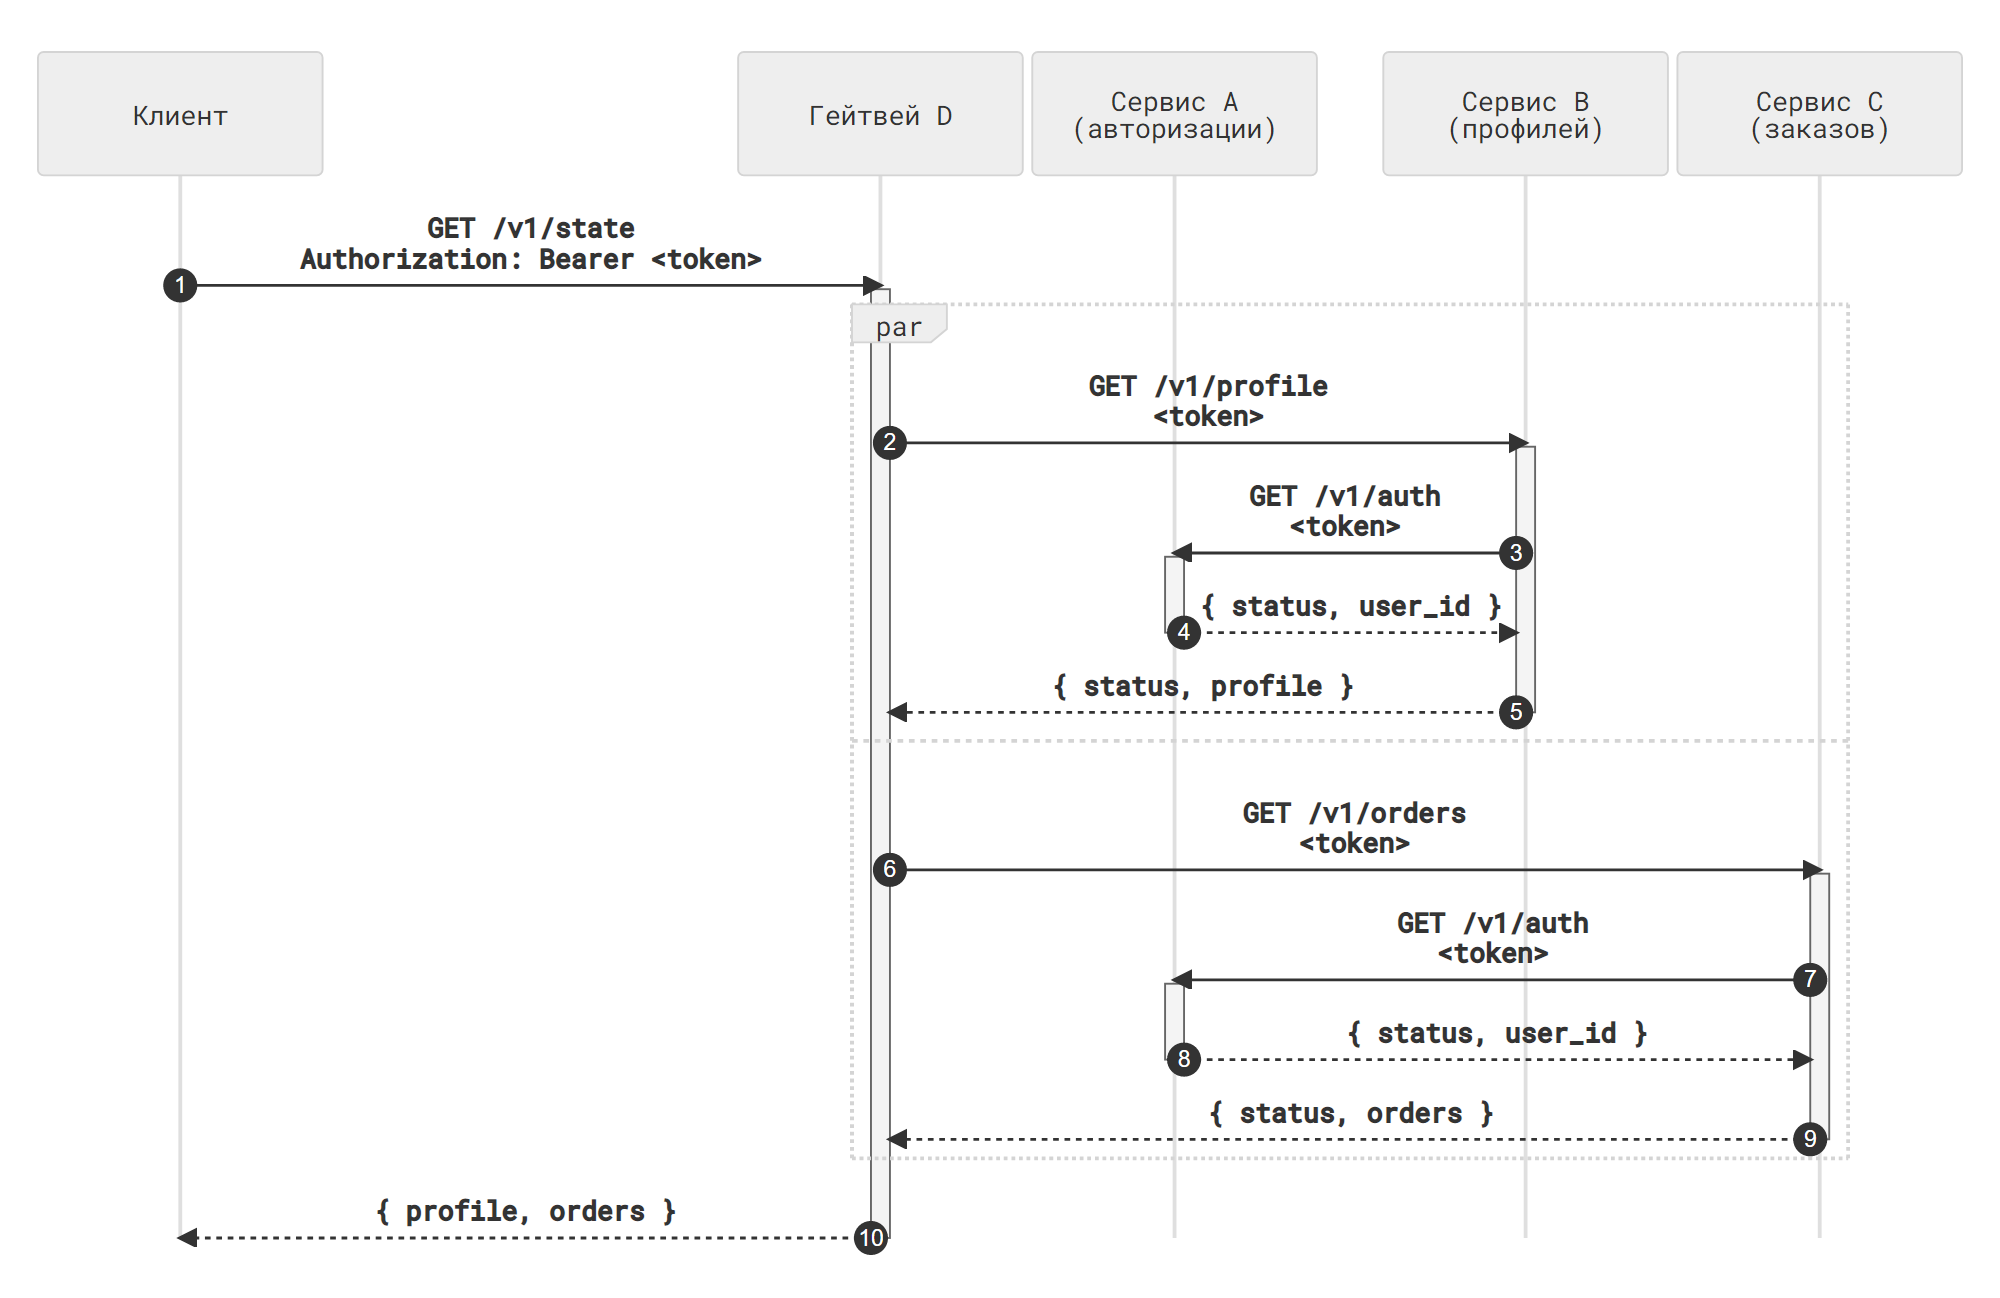 Клиент
Гейтвей D
Сервис A
(авторизации)
Сервис B
(профилей)
Сервис C
(заказов)
GET /v1/state
Authorization: Bearer <token>
1
par
GET /v1/profile
<token>
2
GET /v1/auth
<token>
3
{ status, user_id }
4
{ status, profile }
5
GET /v1/orders
<token>
6
GET /v1/auth
<token>
7
{ status, user_id }
8
{ status, orders }
9
{ profile, orders }
10